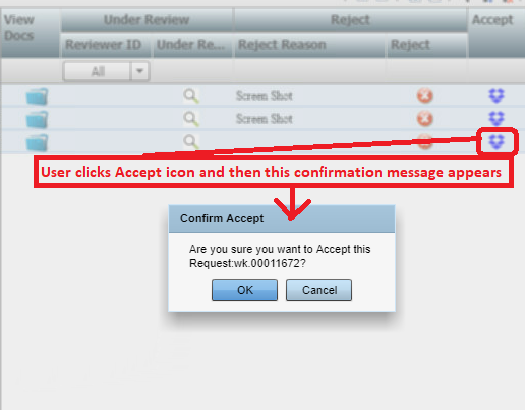 View Docs
Under Review
Reject
Accept
Reviewer ID
Under Re...
Reject Reason
Reject
All
Screen Shot
Screen Shot
User clicks Accept icon and then this confirmation message appears
Confirm Accept
Are you sure you want to Accept this
Request:wk.00011672?
OK
Cancel